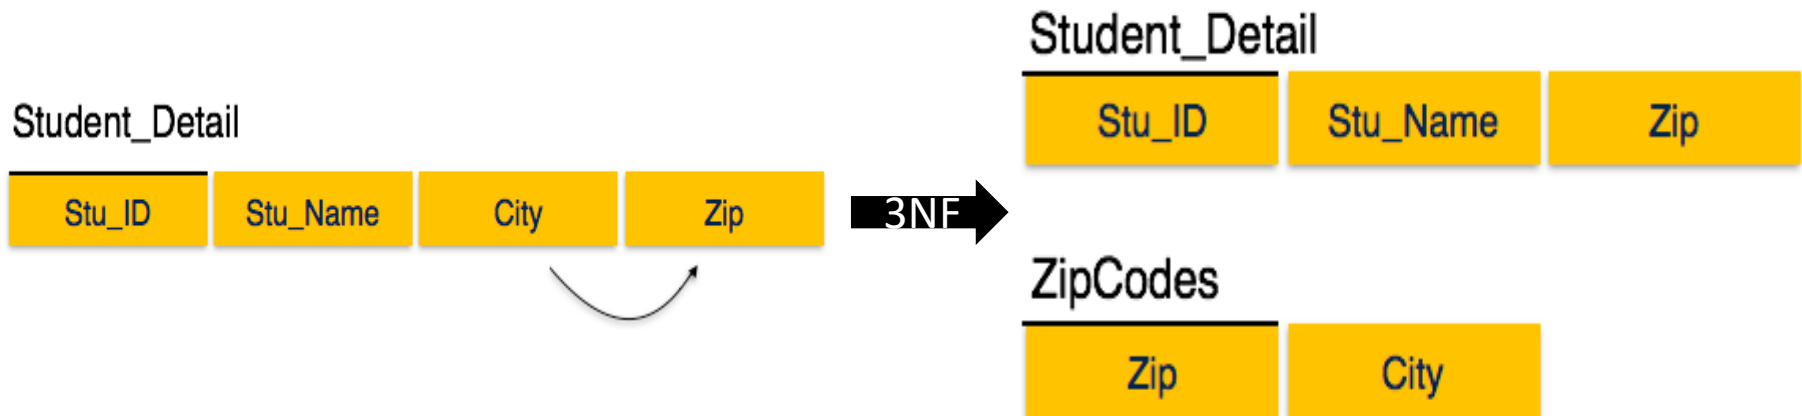 Student_Detail
Stu_ID Stu_Name City Zip
3NF
Student_Detail
Stu_ID Stu_Name Zip
ZipCodes
Zip City